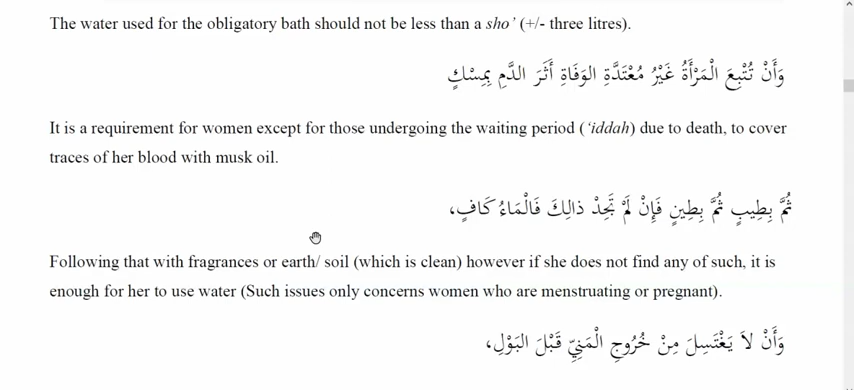 The water used for the obligatory bath should not be less than a sho’ (+/- three litres).
وَأَنْ تُتْبِعَ الْمَرْأَةُ غَيْرُ مُعْتَدَّةِ الوَفَاةِ أَثَرَ الدَّمِ بِمِسْكٍ
It is a requirement for women except for those undergoing the waiting period (‘iddah) due to death, to cover
traces of her blood with musk oil.
ثُمَّ بِطِيبٍ ثُمَّ بِطِينٍ فَإِنْ لَمْ تَجِدْ ذالِكَ فَالْمَاءُ كَافٍ،
Following that with fragrances or earth/ soil (which is clean) however if she does not find any of such, it is
enough for her to use water (Such issues only concerns women who are menstruating or pregnant).
وَأَنْ لاَ يَغْتَسِلَ مِنْ خُرُوجِ الْمَنِيِّ قَبْلَ البَوْلِ،